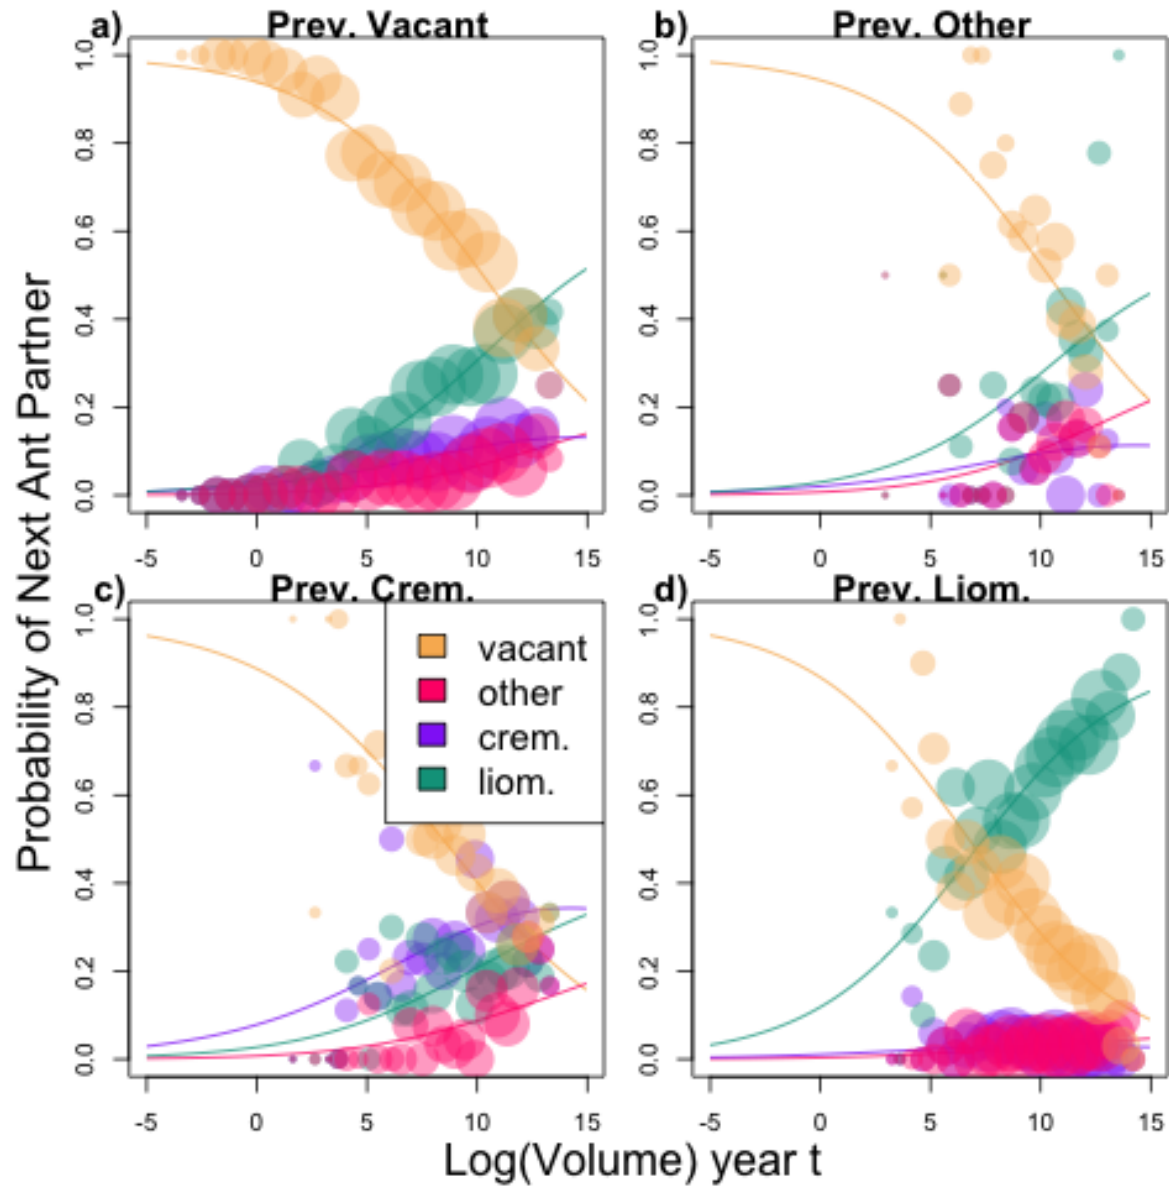 a) Prev. Vacant
b) Prev. Other
1.0
0.8
0.6
0.4
0.2
0.0
-5 0 5 10 15
1.0
0.8
0.6
0.4
0.2
0.0
-5 0 5 10 15
c) Prev. Crem.
d) Prev. Liom.
1.0
0.8
0.6
0.4
0.2
0.0
-5 0 5 10 15
vacant
other
crem.
liom.
1.0
0.8
0.6
0.4
0.2
0.0
-5 0 5 10 15
Probability of Next Ant Partner
Log(Volume) year t